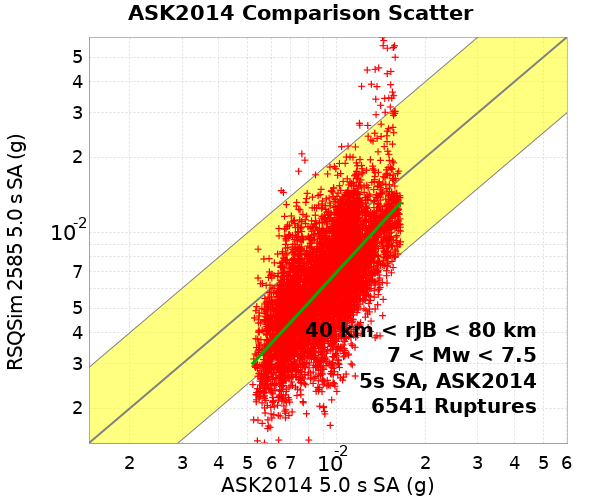 ASK2014 Comparison Scatter
RSQSim 2585 5.0 s SA (g)
5
4
3
2
10-2
7
5
4
3
2
40 km < rJB < 80 km
7 < Mw < 7.5
5s SA, ASK2014
6541 Ruptures
2 3 4 5 6 7 10-2 2 3 4 5 6
ASK2014 5.0 s SA (g)